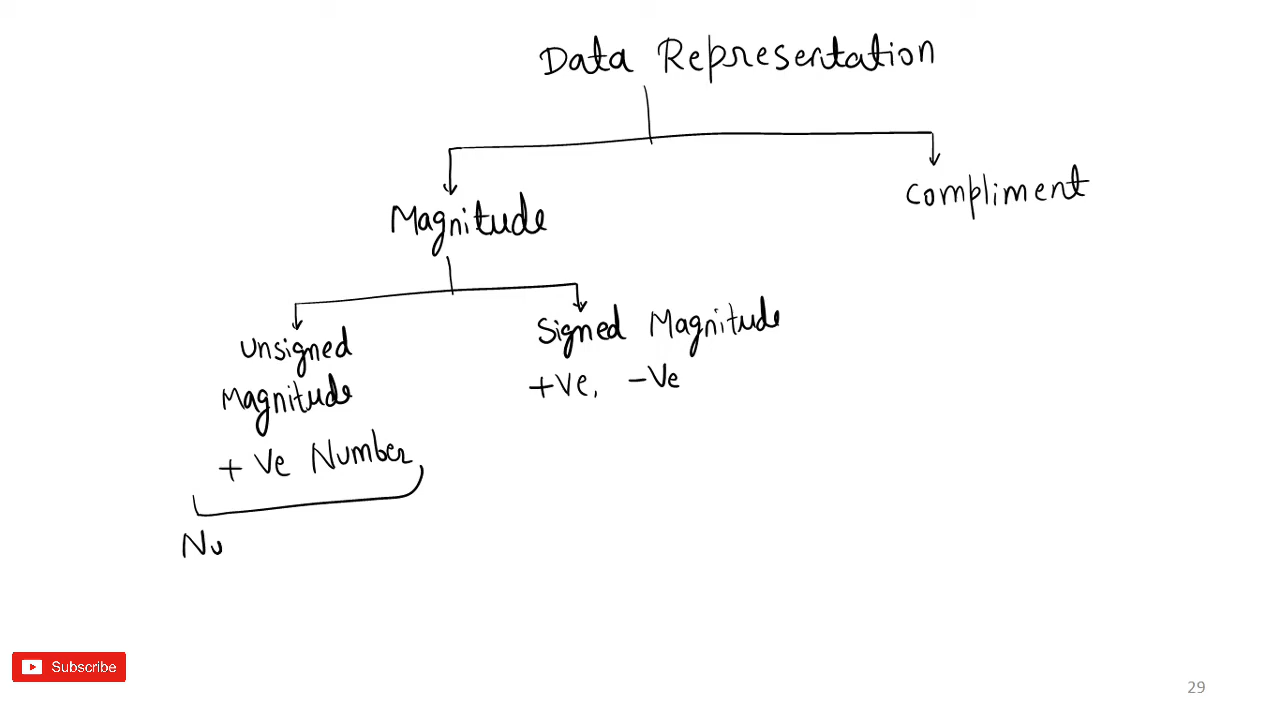 Data Representation
Magnitude
Compliment
Unsigned
Magnitude
+ Ve Number
Signed Magnitude
+Ve, -Ve
Nu
Subscribe
29